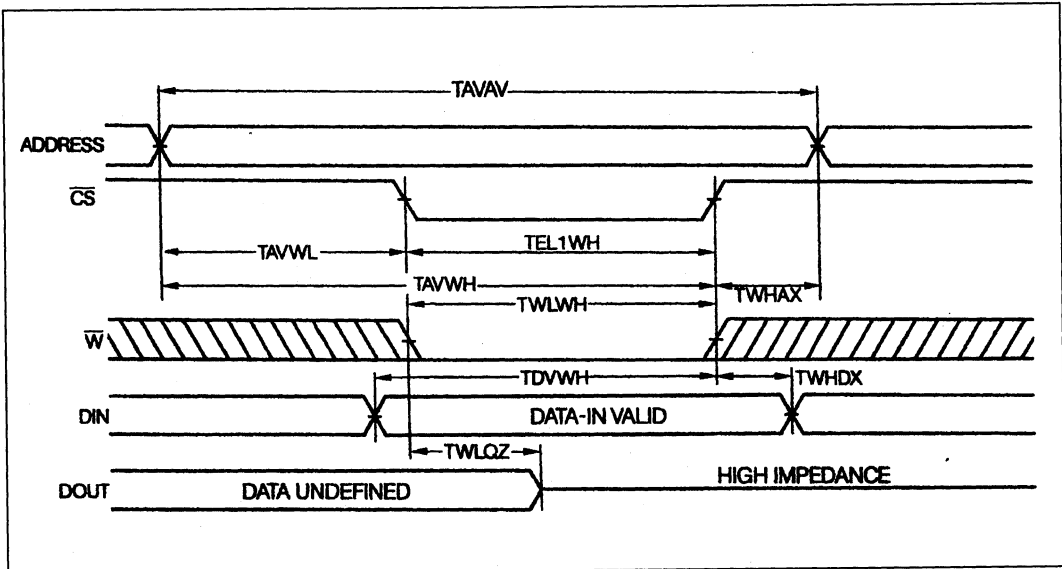 TAVAV
ADDRESS
CS
TAVWL
TEL1WH
TAVWH
TWHAX
TWLWH
W
TDVWH
TWHDX
DIN
DATA-IN VALID
TWLQZ
DOUT
DATA UNDEFINED
HIGH IMPEDANCE